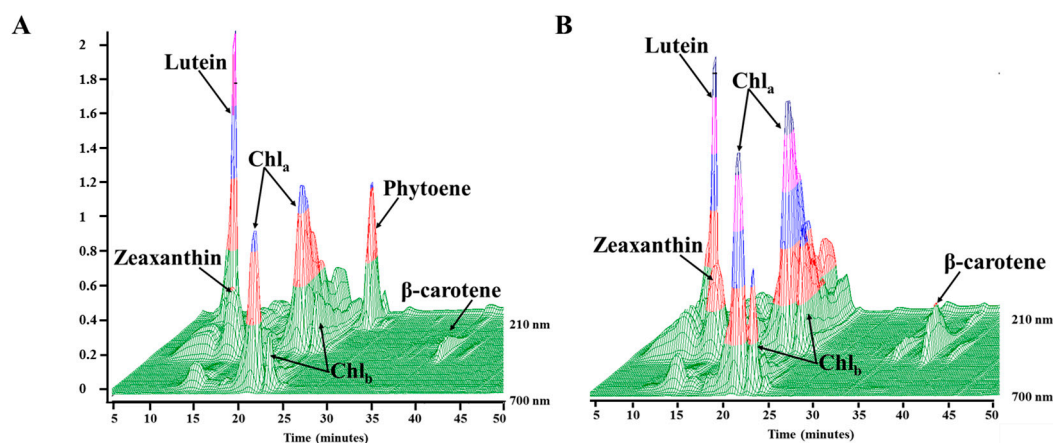 A
2
1.8
1.6
1.4
1.2
1
0.8
0.6
0.4
0.2
0
Lutein
Chlₐ
Phytoene
Zeaxanthin
β-carotene
Chl_b
210 nm
700 nm
5 10 15 20 25 30 35 40 45 50
Time (minutes)
B
Lutein
Chlₐ
Zeaxanthin
β-carotene
Chl_b
210 nm
700 nm
5 10 15 20 25 30 35 40 45 50
Time (minutes)